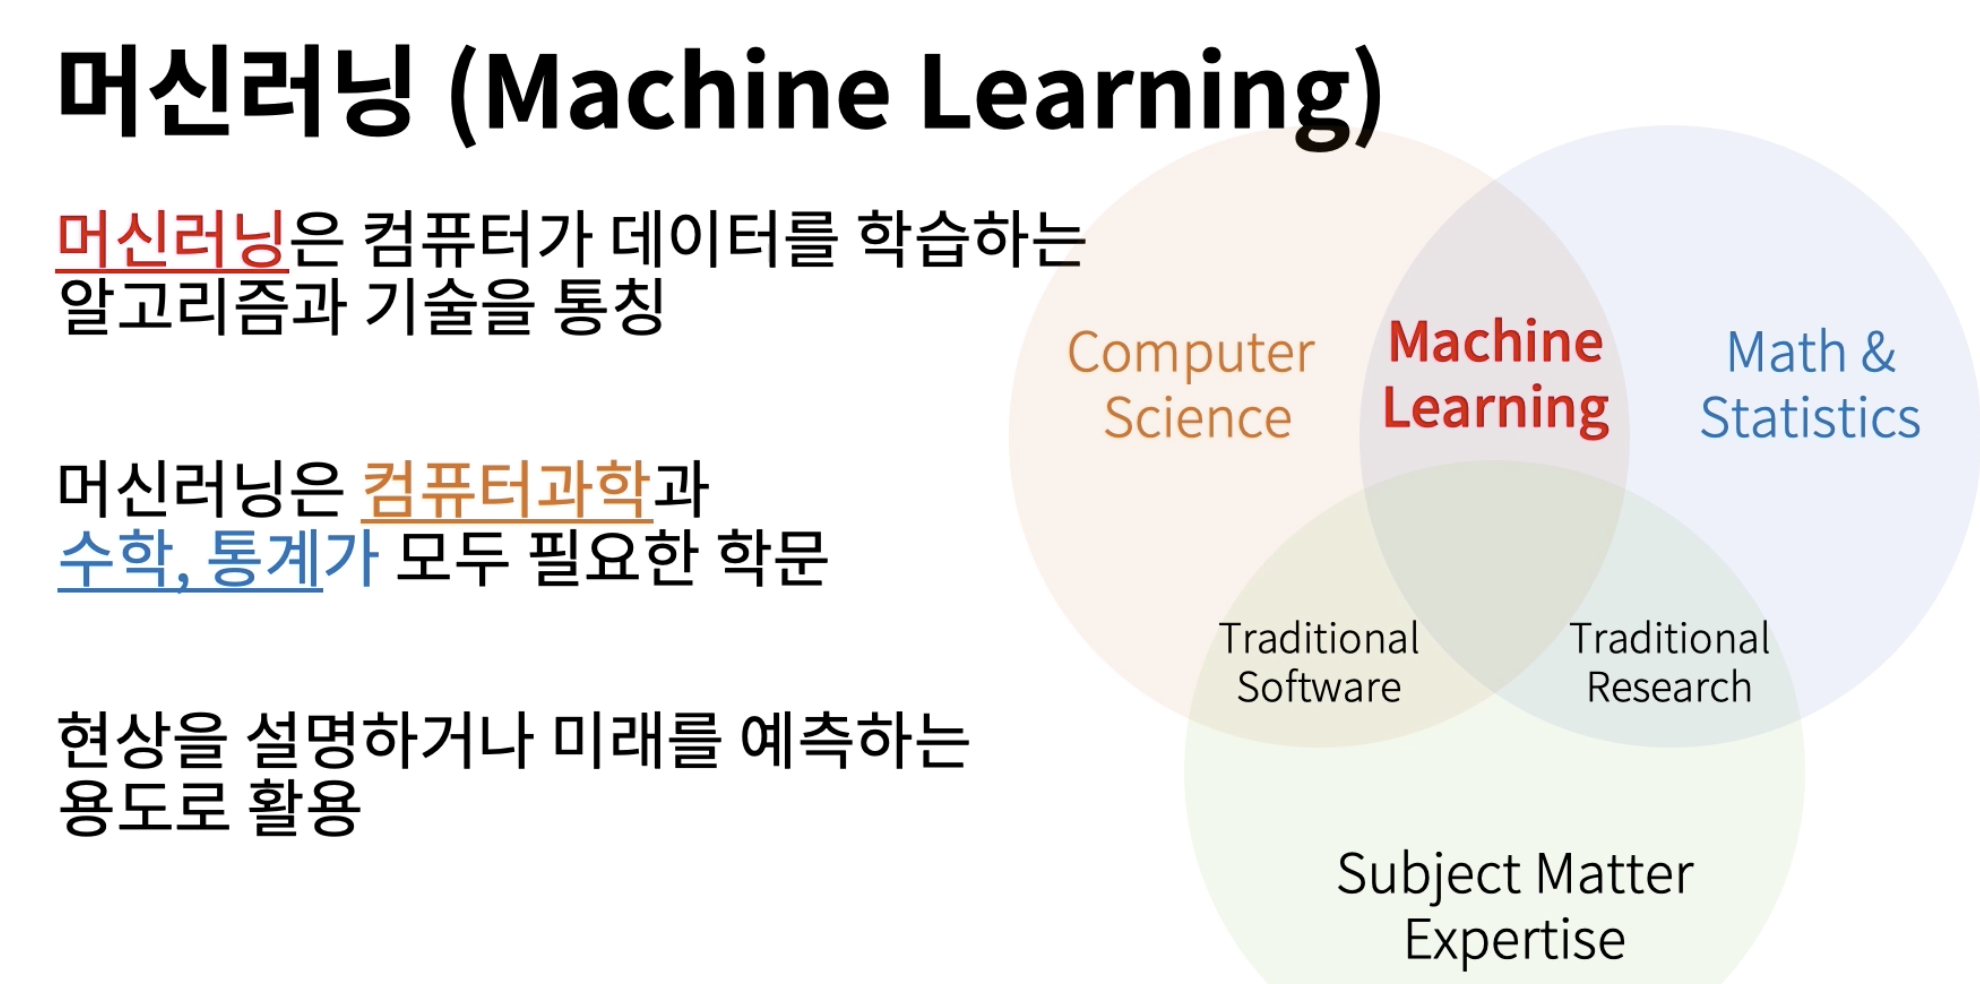 머신러닝 (Machine Learning)
머신러닝은 컴퓨터가 데이터를 학습하는
알고리즘과 기술을 통칭
머신러닝은 컴퓨터과학과
수학, 통계가 모두 필요한 학문
현상을 설명하거나 미래를 예측하는
용도로 활용
Computer
Science
Machine
Learning
Math &
Statistics
Traditional
Software
Traditional
Research
Subject Matter
Expertise